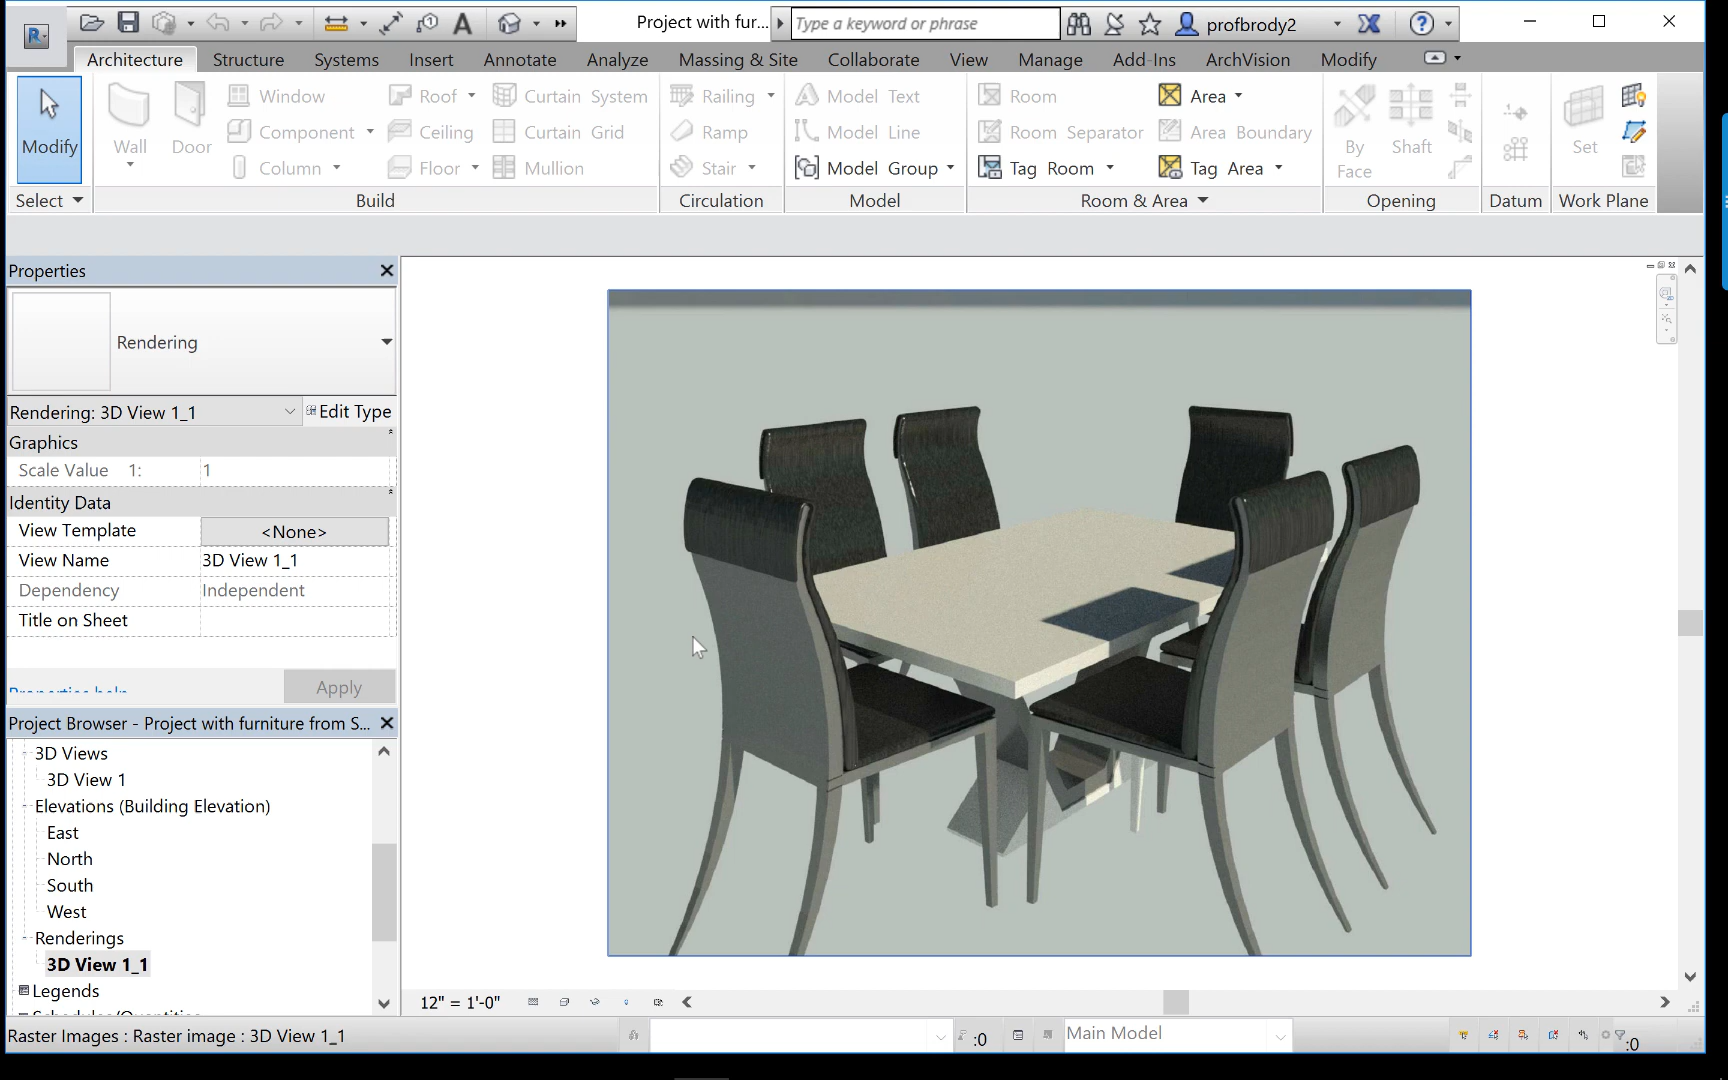 Project with fur...
Type a keyword or phrase
profbrody2
Architecture Structure Systems Insert Annotate Analyze Massing & Site Collaborate View Manage Add-Ins ArchVision Modify
Modify
Wall
Door
Window
Component
Column
Roof
Ceiling
Floor
Curtain System
Curtain Grid
Mullion
Railing
Ramp
Stair
Model Text
Model Line
Model Group
Room
Room Separator
Tag Room
Area
Area Boundary
Tag Area
By Face
Shaft
Set
Select
Build
Circulation
Model
Room & Area
Opening
Datum
Work Plane
Properties
Rendering
Rendering: 3D View 1_1
Edit Type
Graphics
Scale Value 1: 1
Identity Data
View Template <None>
View Name 3D View 1_1
Dependency Independent
Title on Sheet
Properties help
Apply
Project Browser - Project with furniture from S...
3D Views
3D View 1
Elevations (Building Elevation)
East
North
South
West
Renderings
3D View 1_1
Legends
Schedules/Quantities
12" = 1'-0"
Raster Images : Raster image : 3D View 1_1
:0
Main Model
:0